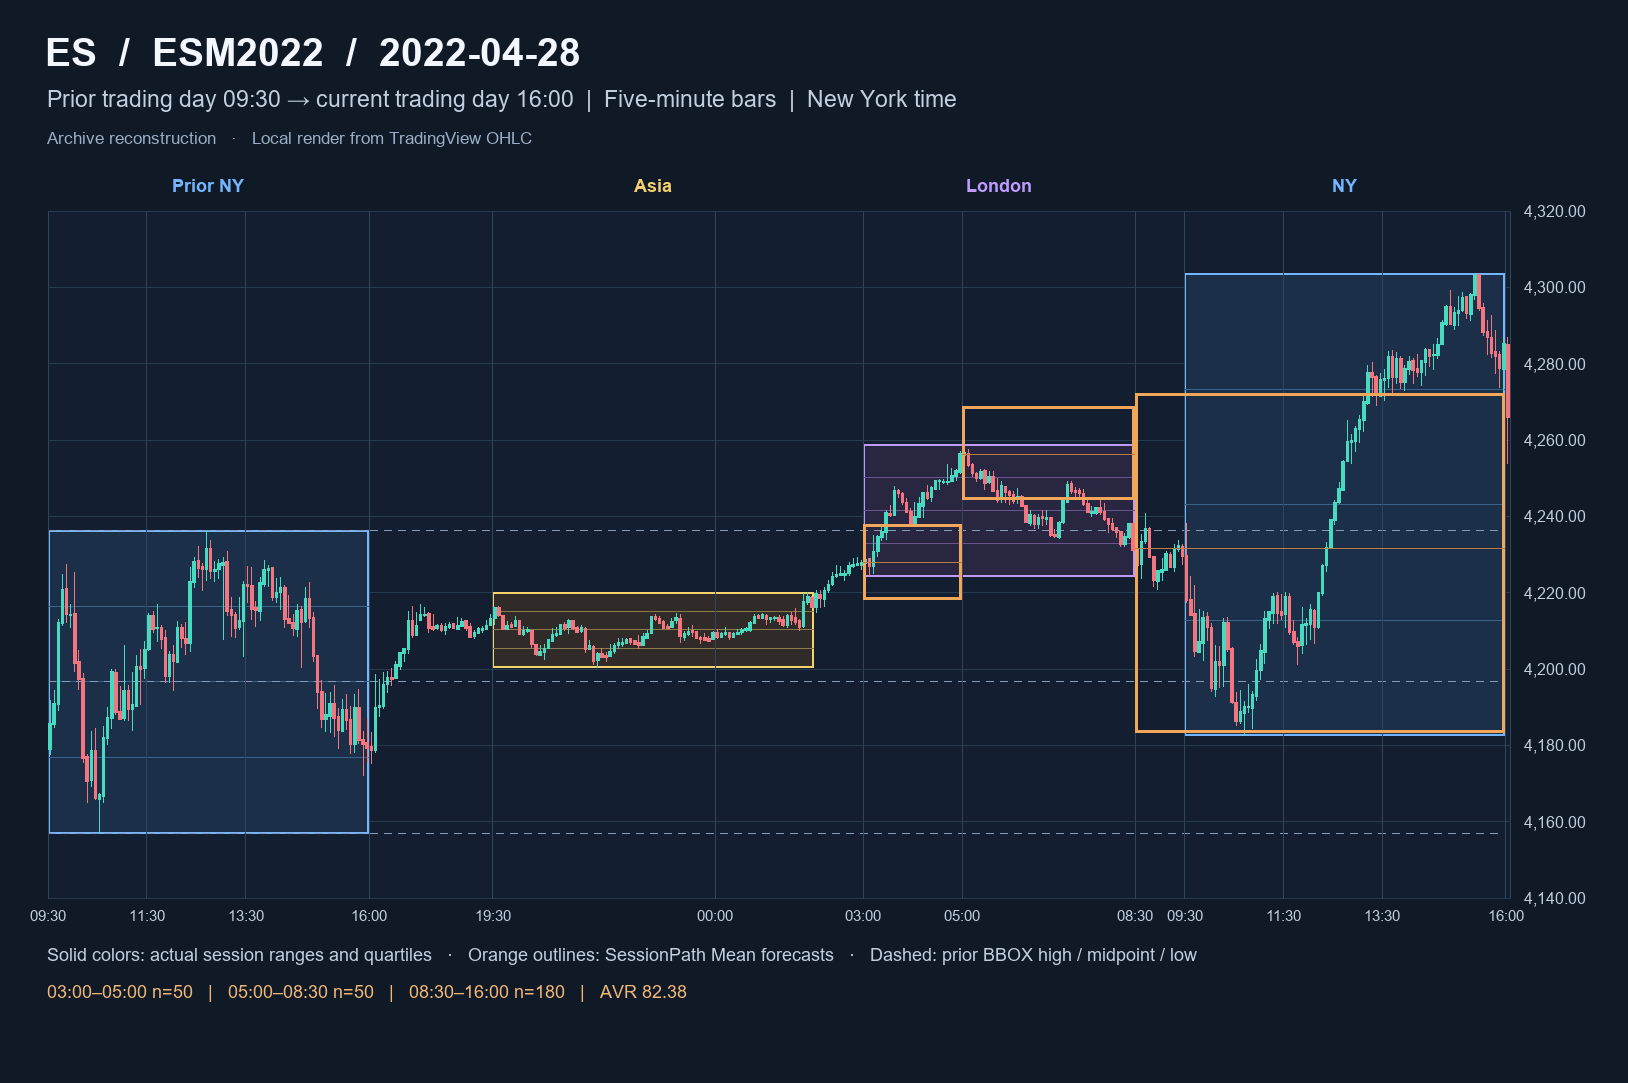 ES / ESM2022 / 2022-04-28
Prior trading day 09:30 → current trading day 16:00 | Five-minute bars | New York time
Archive reconstruction · Local render from TradingView OHLC
Prior NY Asia London NY
4,320.00
4,300.00
4,280.00
4,260.00
4,240.00
4,220.00
4,200.00
4,180.00
4,160.00
4,140.00
09:30 11:30 13:30 16:00 19:30 00:00 03:00 05:00 08:30 09:30 11:30 13:30 16:00
Solid colors: actual session ranges and quartiles · Orange outlines: SessionPath Mean forecasts · Dashed: prior BBOX high / midpoint / low
03:00–05:00 n=50 | 05:00–08:30 n=50 | 08:30–16:00 n=180 | AVR 82.38